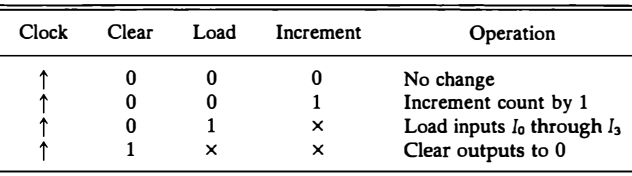 Clock Clear Load Increment Operation
↑ 0 0 0 No change
↑ 0 0 1 Increment count by 1
↑ 0 1 × Load inputs I₀ through I₃
↑ 1 × × Clear outputs to 0